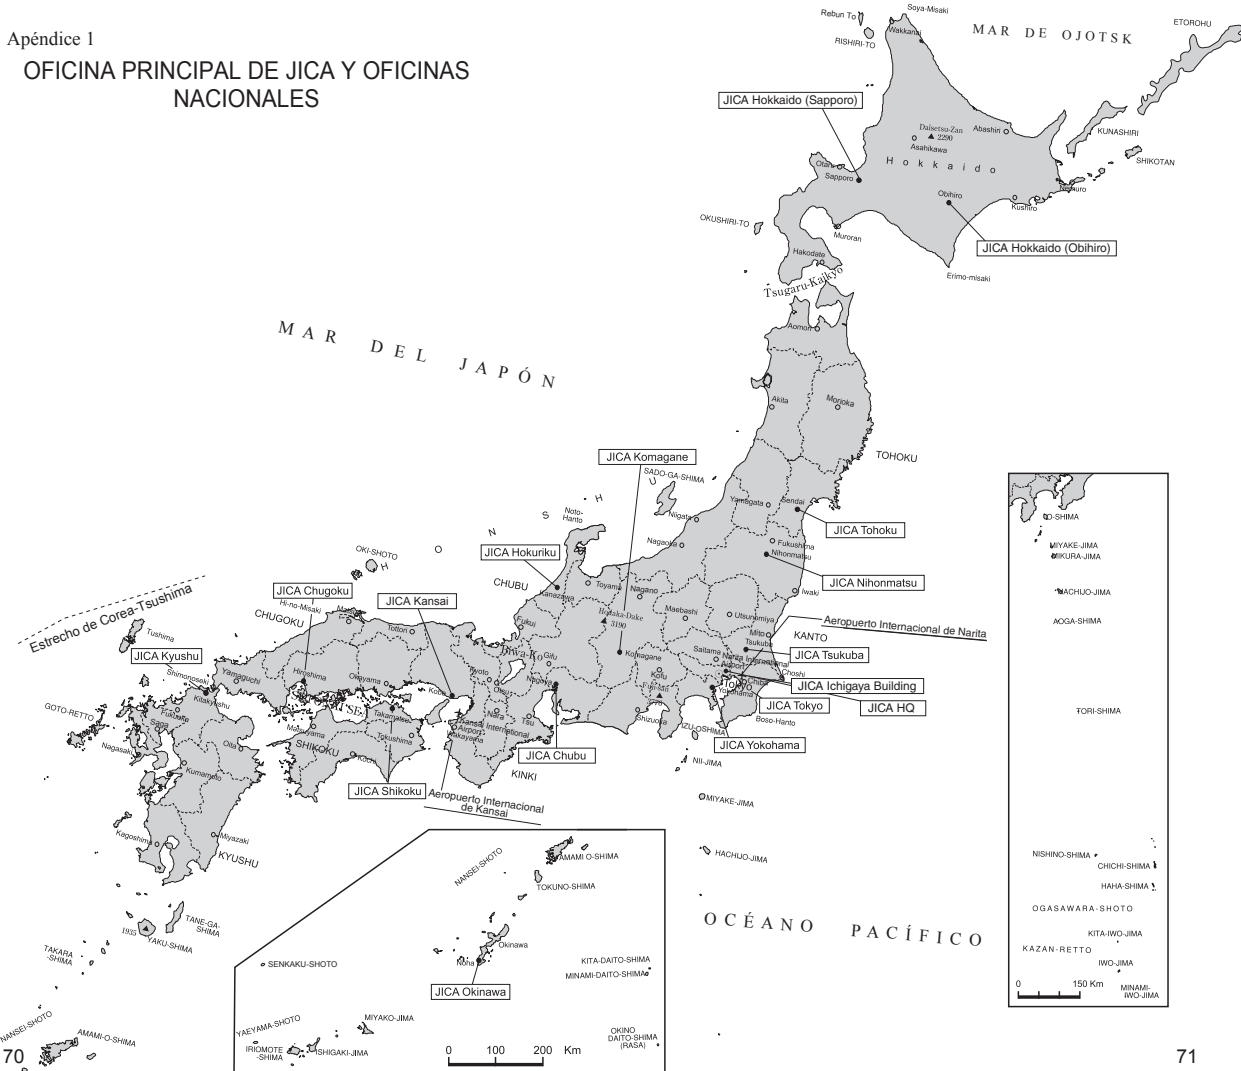 Apéndice 1
OFICINA PRINCIPAL DE JICA Y OFICINAS
NACIONALES
Rebun To
Soya-Misaki
RISHIRI-TO
Wakkanai
MAR DE OJOTSK
ETOROHU
JICA Hokkaido (Sapporo)
Daisetsu-Zan
2290
Abashiri
Asahikawa
KUNASHIRI
SHIKOTAN
Hokkaido
Otaru
Sapporo
Obihiro
Nemuro
Kushiro
OKUSHIRI-TO
Muroran
JICA Hokkaido (Obihiro)
Hakodate
Erimo-misaki
Tsugaru-Kaikyo
Aomori
MAR DEL JAPÓN
Akita
Morioka
TOHOKU
JICA Komagane
SADO-GA-SHIMA
HONSHU
Yamagata
Sendai
JICA Tohoku
Niigata
Noto-
Hanto
Nagaoka
Fukushima
Nihonmatsu
JICA Nihonmatsu
OKI-SHOTO
JICA Hokuriku
CHUBU
Kanazawa
Toyama
Nagano
Iwaki
Estrecho de Corea-Tsushima
JICA Chugoku
Hi-no-Misaki
CHUGOKU
JICA Kansai
Hodaka-Dake
3190
Maebashi
Utsunomiya
Aeropuerto Internacional de Narita
Mito
KANTO
Tsukuba
JICA Tsukuba
Tushima
JICA Kyushu
Tottori
Fukui
Biwa-Ko
Gifu
Komagane
Saitama
Narita International
Airport
Choshi
Shimonoseki
Yamaguchi
Hiroshima
Okayama
Kobe
Kyoto
Otsu
Nagoya
Kofu
Fuji-san
Tokyo
Chiba
JICA Ichigaya Building
Yokohama
JICA Tokyo
JICA HQ
Kitakyushu
GOTO-RETTO
Fukuoka
Saga
Takamatsu
Nara
Tsu
Shizuoka
IZU-OSHIMA
Boso-Hanto
Nagasaki
Oita
Matsuyama
SHIKOKU
Kochi
Tokushima
Kansai International
Airport
Wakayama
JICA Yokohama
JICA Chubu
NII-JIMA
Kumamoto
KINKI
JICA Shikoku
Aeropuerto Internacional
de Kansai
MIYAKE-JIMA
Kagoshima
Miyazaki
KYUSHU
HACHIJO-JIMA
OCÉANO PACÍFICO
TANE-GA-
SHIMA
1935
YAKU-SHIMA
TAKARA
-SHIMA
NANSEI-SHOTO
AMAMI-O-SHIMA
NANSEI-SHOTO
AMAMI O-SHIMA
TOKUNO-SHIMA
Okinawa
Noha
SENKAKU-SHOTO
KITA-DAITO-SHIMA
MINAMI-DAITO-SHIMA
JICA Okinawa
YAEYAMA-SHOTO
MIYAKO-JIMA
IRIOMOTE
-SHIMA
ISHIGAKI-JIMA
OKINO
DAITO-SHIMA
(RASA)
0 100 200 Km
O-SHIMA
MIYAKE-JIMA
MIKURA-JIMA
HACHIJO-JIMA
AOGA-SHIMA
TORI-SHIMA
NISHINO-SHIMA
CHICHI-SHIMA
HAHA-SHIMA
OGASAWARA-SHOTO
KITA-IWO-JIMA
KAZAN-RETTO
IWO-JIMA
0 150 Km
MINAMI-
IWO-JIMA
70
71